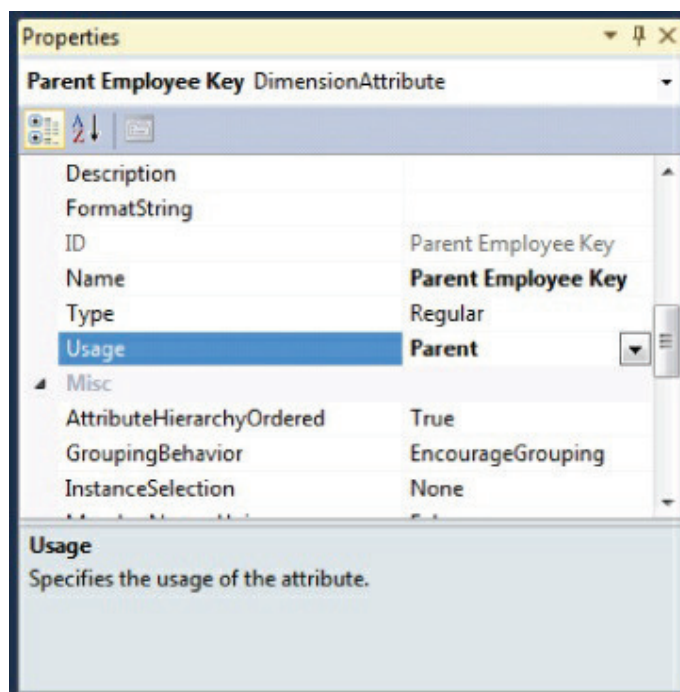 Properties
Parent Employee Key DimensionAttribute
Description
FormatString
ID Parent Employee Key
Name Parent Employee Key
Type Regular
Usage Parent
Misc
AttributeHierarchyOrdered True
GroupingBehavior EncourageGrouping
InstanceSelection None
Usage
Specifies the usage of the attribute.